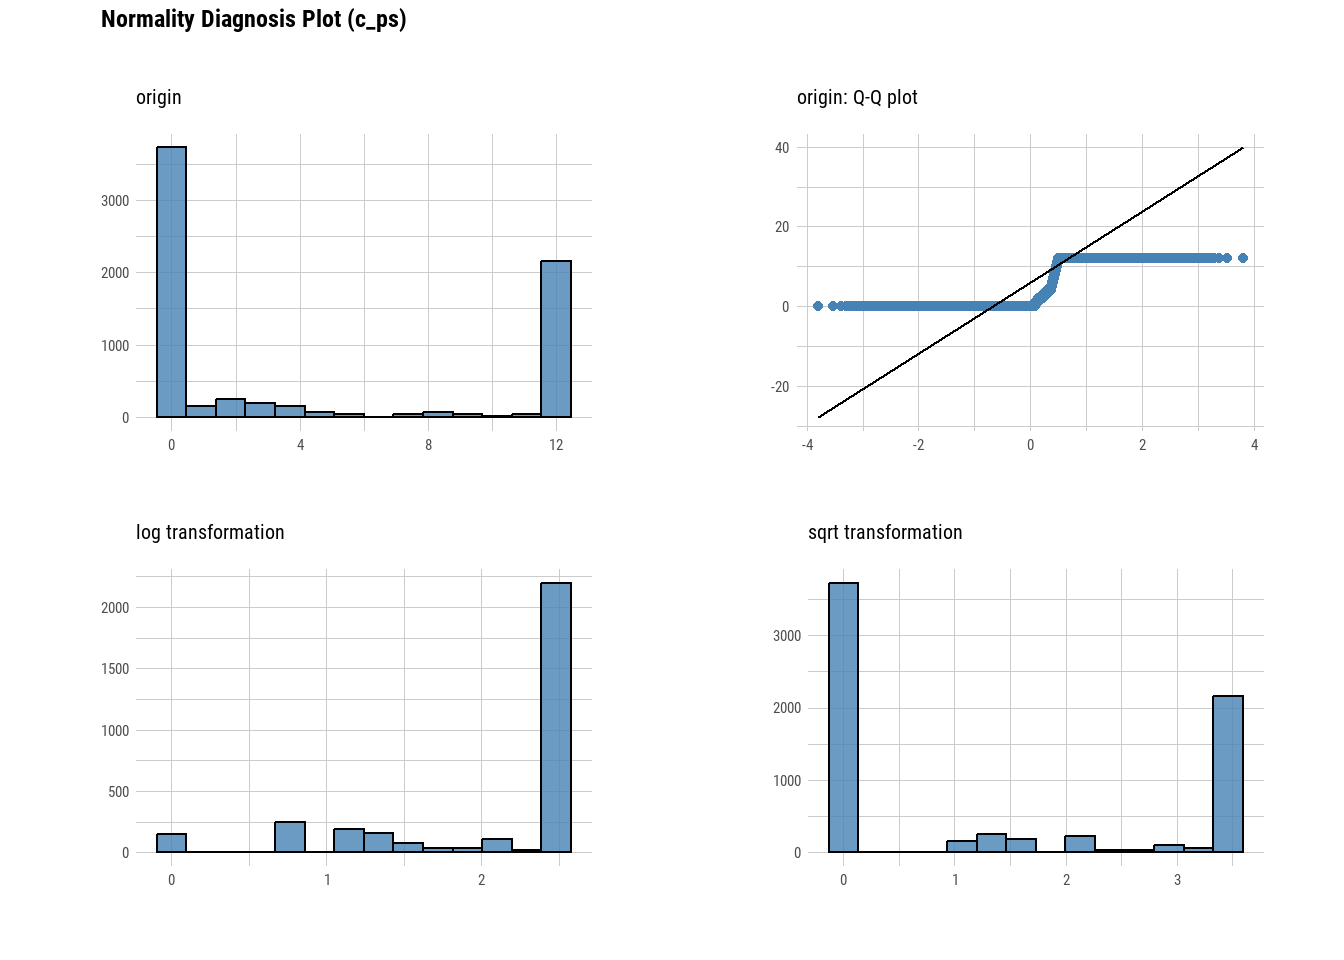 Normality Diagnosis Plot (c_ps)
origin
3000
2000
1000
0
0 4 8 12
origin: Q-Q plot
40
20
0
-20
-4 -2 0 2 4
log transformation
2000
1500
1000
500
0
0 1 2
sqrt transformation
3000
2000
1000
0
0 1 2 3